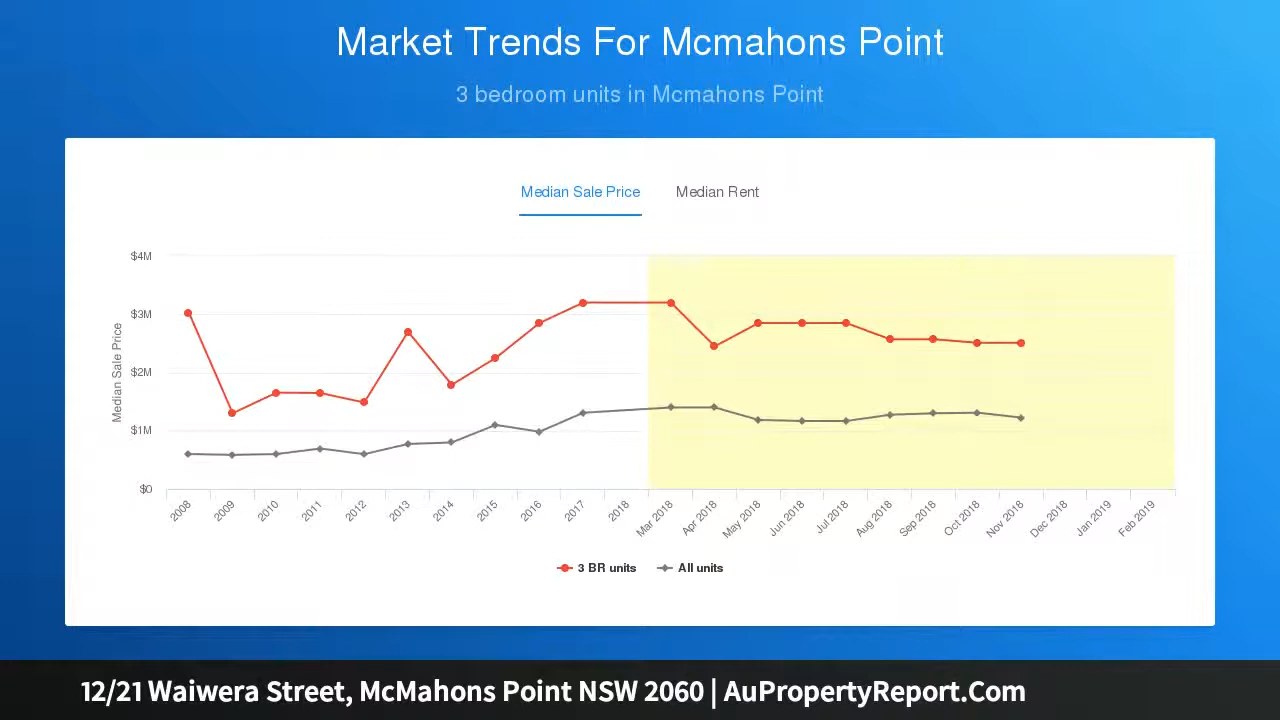 Market Trends For Mcmahons Point
3 bedroom units in Mcmahons Point
Median Sale Price Median Rent
Median Sale Price
$4M
$3M
$2M
$1M
$0
2008 2009 2010 2011 2012 2013 2014 2015 2016 2017 2018 Mar 2018 Apr 2018 May 2018 Jun 2018 Jul 2018 Aug 2018 Sep 2018 Oct 2018 Nov 2018 Dec 2018 Jan 2019 Feb 2019
3 BR units All units
12/21 Waiwera Street, McMahons Point NSW 2060 | AuPropertyReport.Com